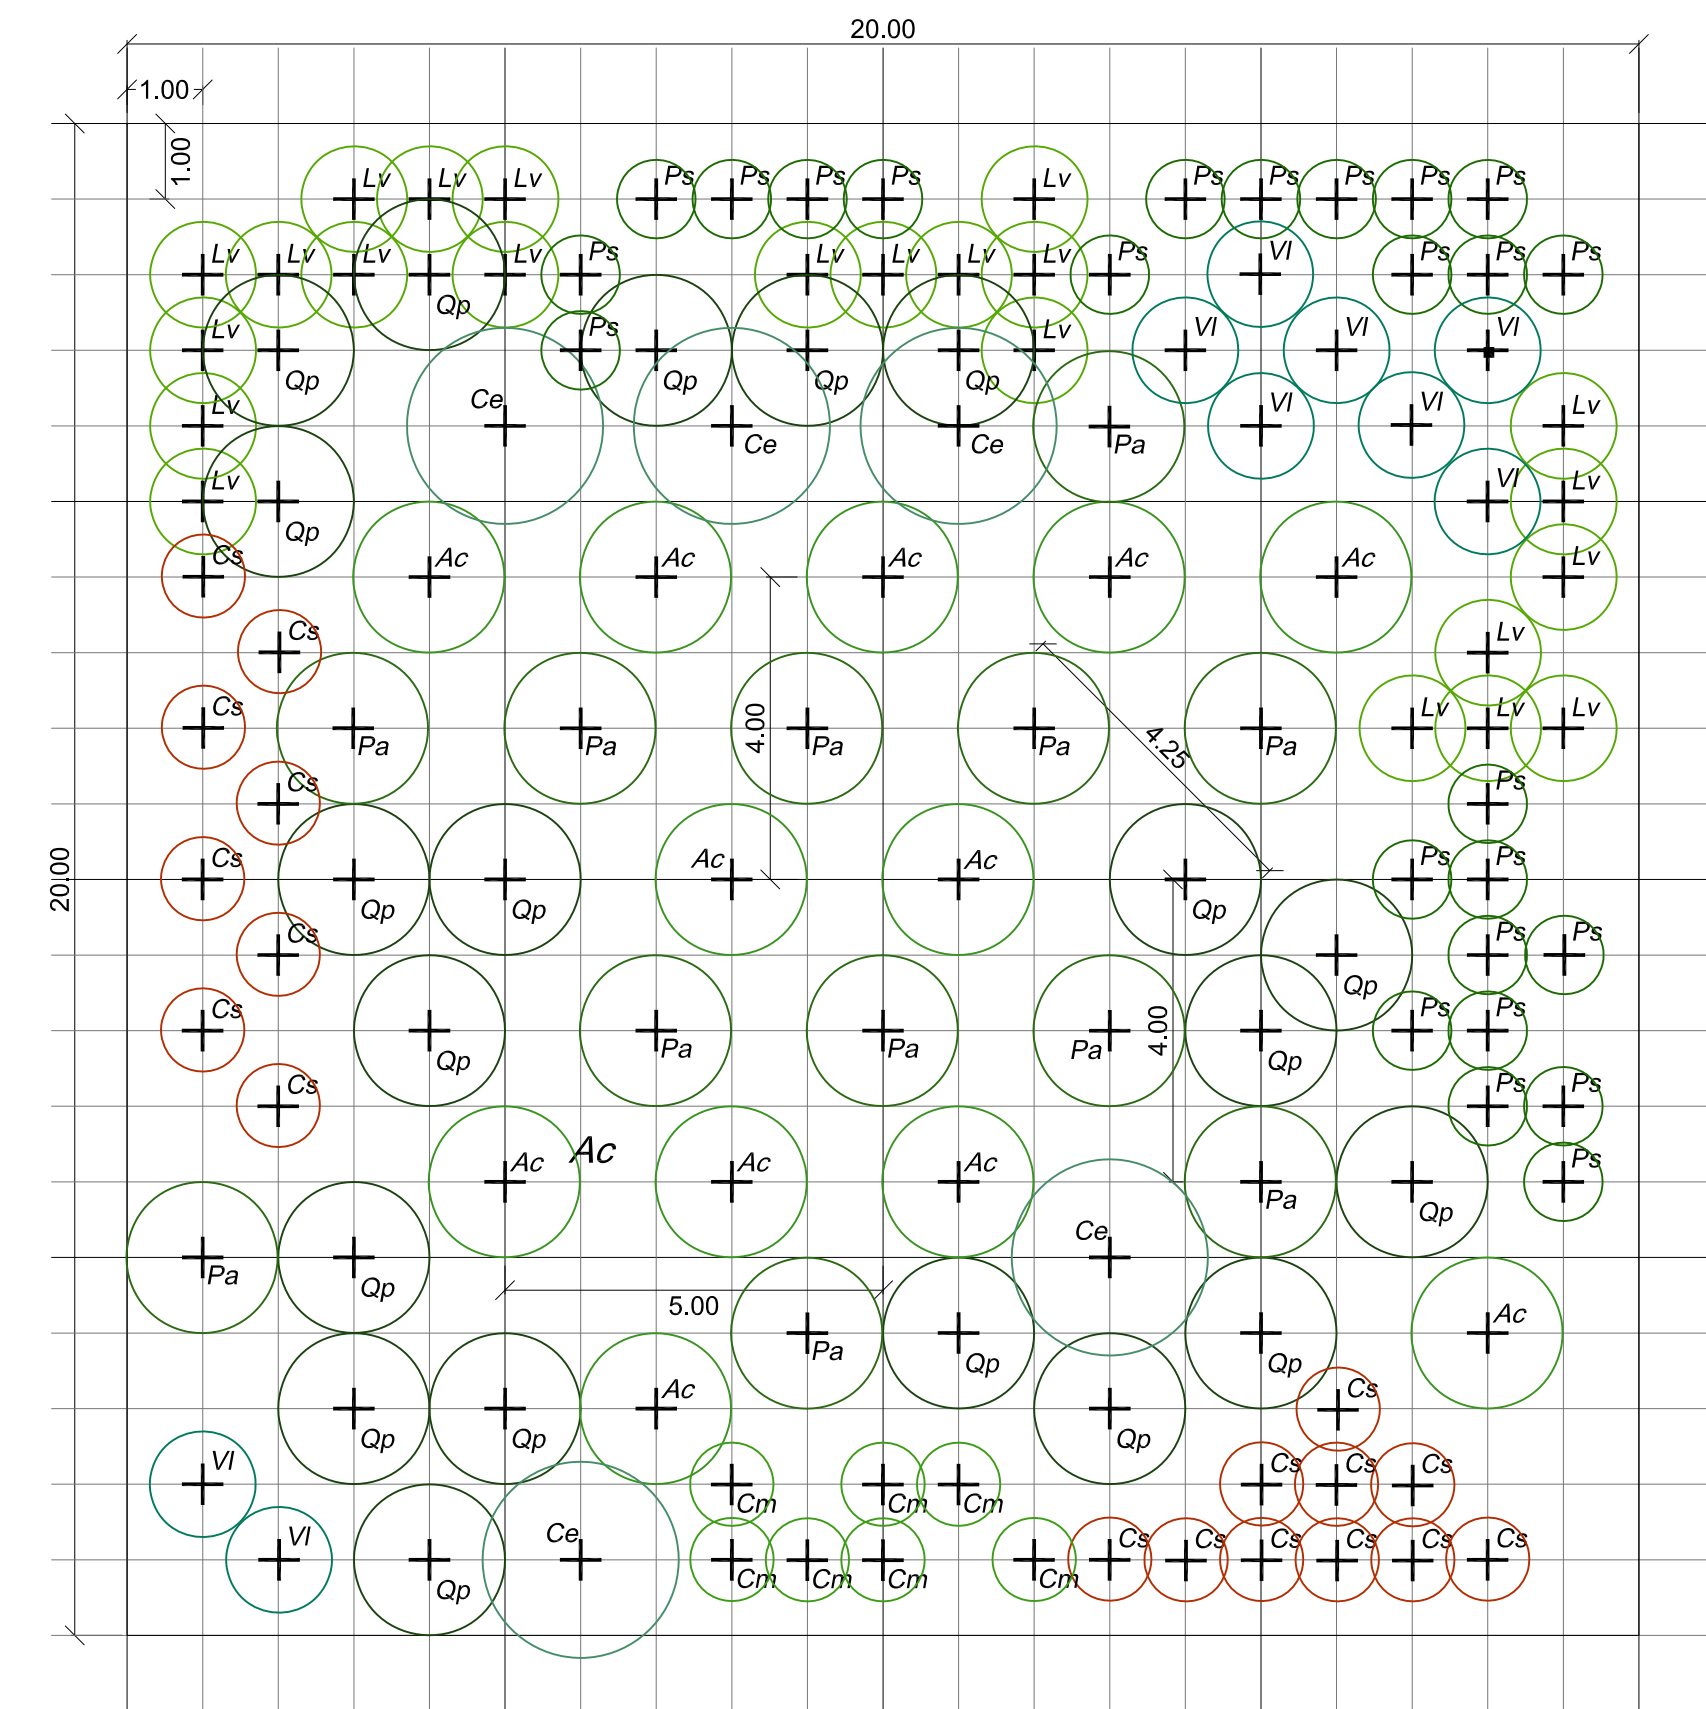 20.00
1.00
1.00
Lv Lv Lv Ps Ps Ps Ps Lv Ps Ps Ps Ps Ps
Lv Lv Lv Lv Ps Lv Lv Lv Lv Ps Vl Ps Ps Ps
Qp
Lv Ps Lv Vl Vl Vl
Qp Qp Qp Qp
Lv Ce Vl Vl Lv
Ce Ce Pa
Lv Vl Lv
Qp
Cs Ac Ac Ac Ac Ac Lv
Cs Lv
Cs Lv Lv Lv
4.00
Pa Pa Pa Pa Pa
4.25
Cs Ps
20.00
Cs Ac Ac Ps Ps
Qp Qp Qp
Cs Ps Ps
Qp
Cs Ps Ps
4.00
Qp Pa Pa Pa Qp
Cs Ps Ps
Ac
Ac Ac Ac Ps
Pa Qp
Ce
Pa Qp
5.00
Ac
Pa Qp Qp
Ac Cs
Qp Qp Qp
Vl Cs Cs Cs
Cm Cm Cm
Vl Ce Cs Cs Cs Cs Cs Cs
Qp Cm Cm Cm Cm